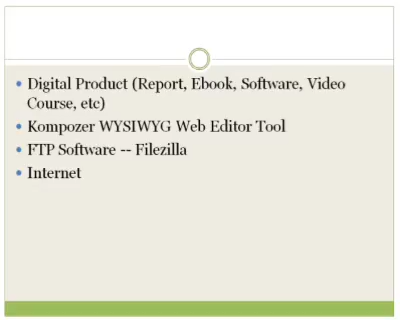 Digital Product (Report, Ebook, Software, Video
Course, etc)
Kompozer WYSIWYG Web Editor Tool
FTP Software -- Filezilla
Internet